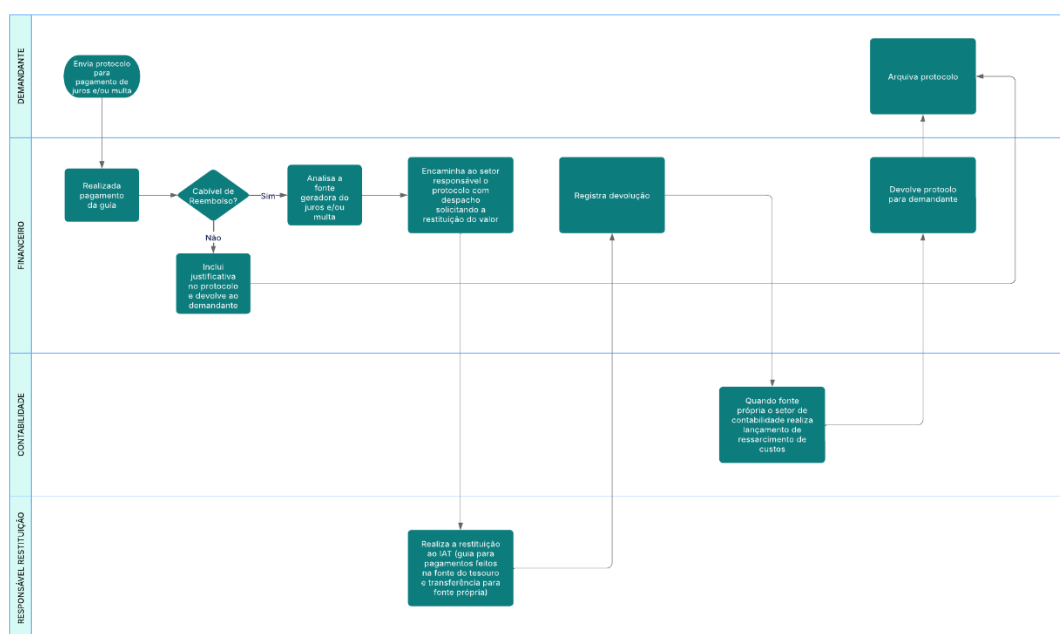 DEMANDANTE
Envia protocolo
para
pagamento de
juros e/ou multa
Arquiva protocolo
FINANCEIRO
Realizada
pagamento
da guia
Cabível de
Reembolso?
Sim
Analisa a
fonte
geradora do
juros e/ou
multa
Encaminha ao setor
responsável o
protocolo com
despacho
solicitando a
restituição do valor
Registra devolução
Devolve protoolo
para demandante
Não
Inclui
justificativa
no protocolo
e devolve ao
demandante
CONTABILIDADE
Quando fonte
própria o setor de
contabilidade realiza
lançamento de
ressarcimento de
custos
RESPONSÁVEL RESTITUIÇÃO
Realiza a restituição
ao IAT (guia para
pagamentos feitos
na fonte do tesouro
e transferência para
fonte própria)